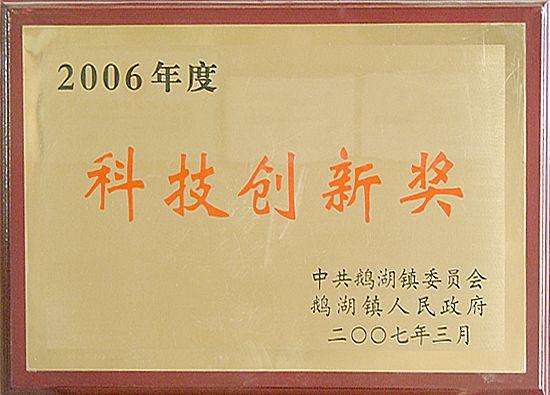 2006年度
科技创新奖
中共鹅湖镇委员会
鹅湖镇人民政府
二〇〇七年三月